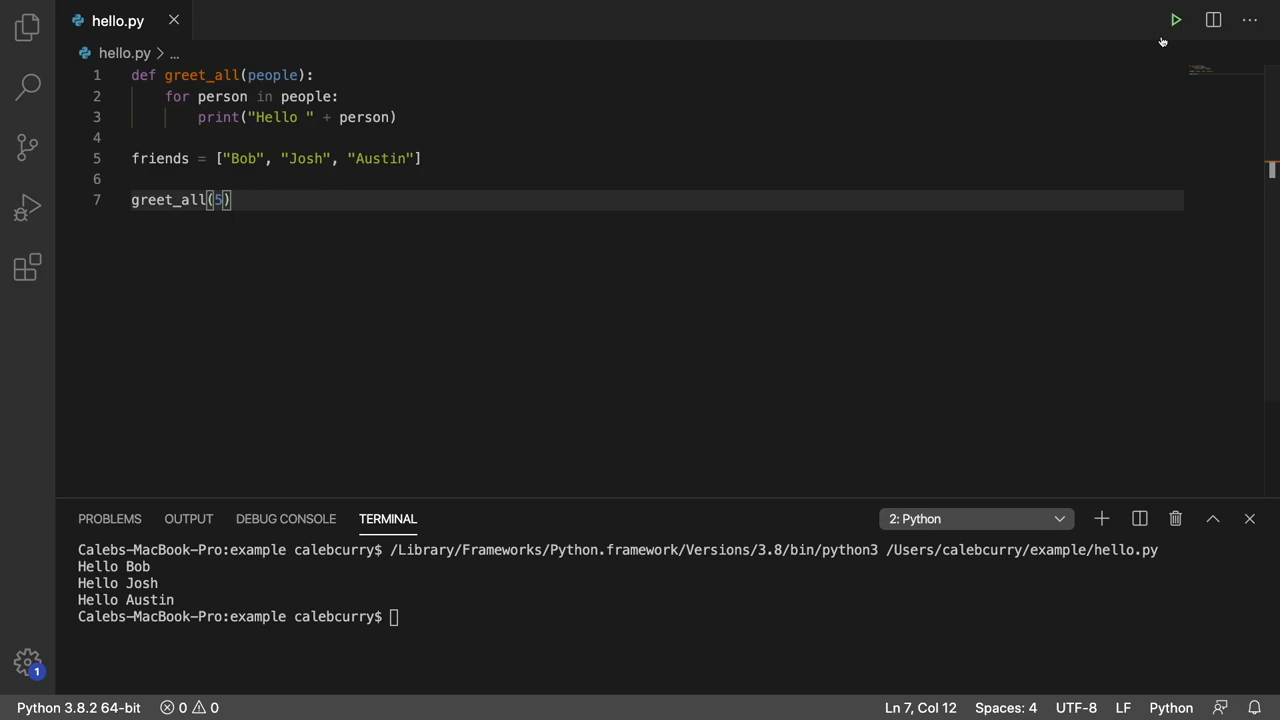 hello.py
hello.py > ...
1 def greet_all(people):
2     for person in people:
3         print("Hello " + person)
4
5 friends = ["Bob", "Josh", "Austin"]
6
7 greet_all(5)
PROBLEMS OUTPUT DEBUG CONSOLE TERMINAL 2: Python
Calebs-MacBook-Pro:example calebcurry$ /Library/Frameworks/Python.framework/Versions/3.8/bin/python3 /Users/calebcurry/example/hello.py
Hello Bob
Hello Josh
Hello Austin
Calebs-MacBook-Pro:example calebcurry$
1
Python 3.8.2 64-bit 0 0 Ln 7, Col 12 Spaces: 4 UTF-8 LF Python